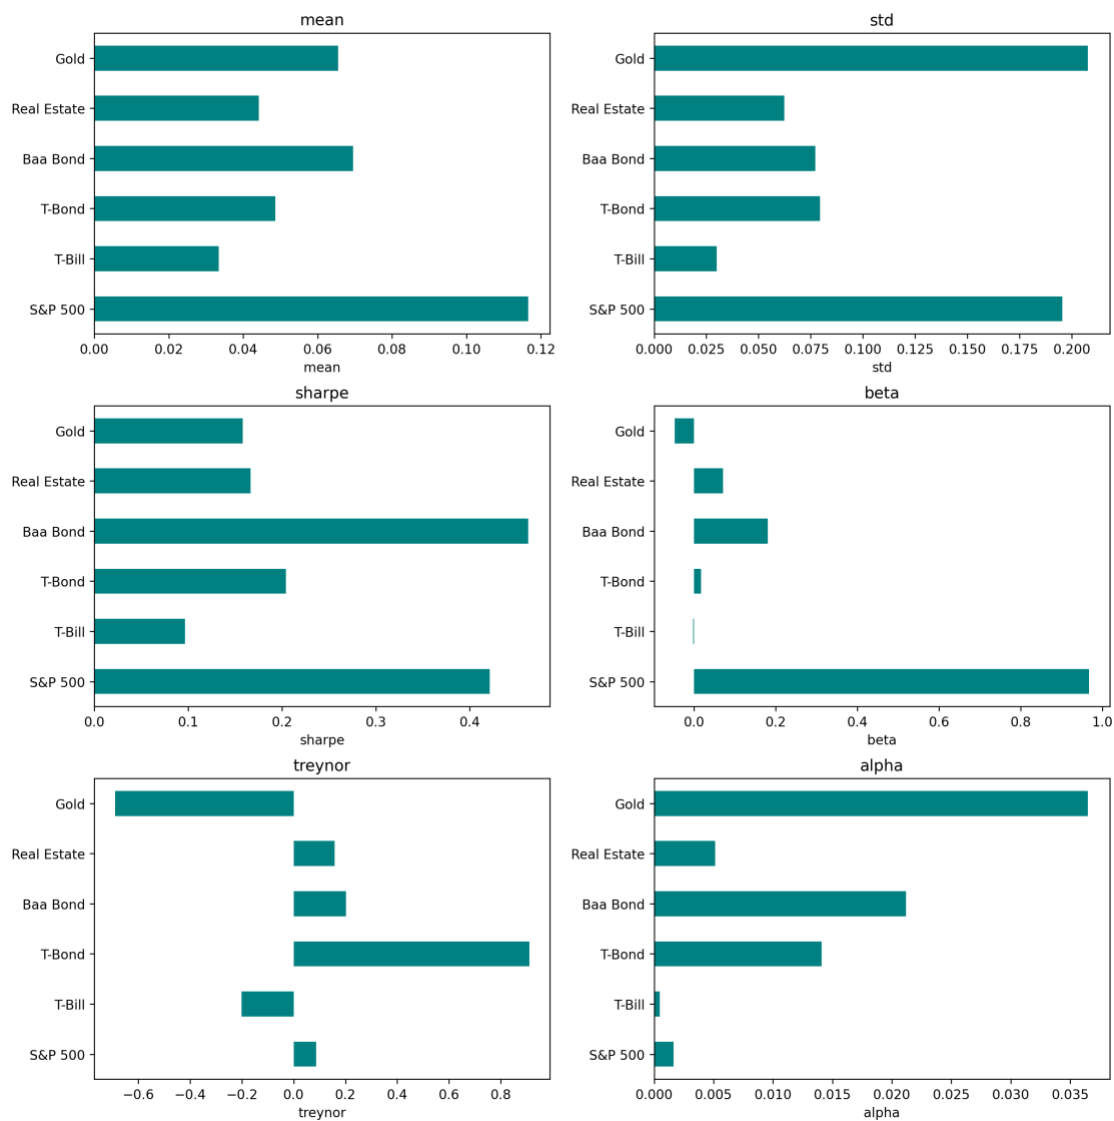 mean
Gold
Real Estate
Baa Bond
T-Bond
T-Bill
S&P 500
0.00 0.02 0.04 0.06 0.08 0.10 0.12
mean
std
Gold
Real Estate
Baa Bond
T-Bond
T-Bill
S&P 500
0.000 0.025 0.050 0.075 0.100 0.125 0.150 0.175 0.200
std
sharpe
Gold
Real Estate
Baa Bond
T-Bond
T-Bill
S&P 500
0.0 0.1 0.2 0.3 0.4
sharpe
beta
Gold
Real Estate
Baa Bond
T-Bond
T-Bill
S&P 500
0.0 0.2 0.4 0.6 0.8 1.0
beta
treynor
Gold
Real Estate
Baa Bond
T-Bond
T-Bill
S&P 500
−0.6 −0.4 −0.2 0.0 0.2 0.4 0.6 0.8
treynor
alpha
Gold
Real Estate
Baa Bond
T-Bond
T-Bill
S&P 500
0.000 0.005 0.010 0.015 0.020 0.025 0.030 0.035
alpha